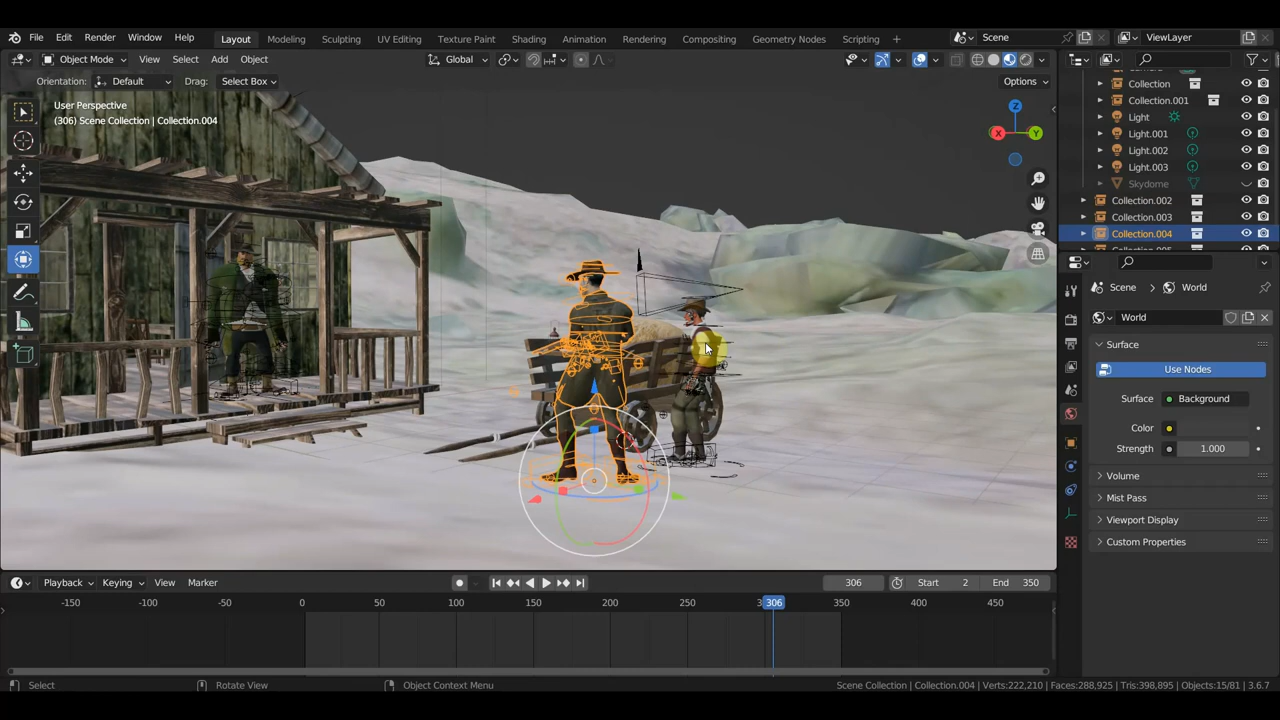 File Edit Render Window Help Layout Modeling Sculpting UV Editing Texture Paint Shading Animation Rendering Compositing Geometry Nodes Scripting + Scene ViewLayer
Object Mode View Select Add Object Global
Orientation: Default Drag: Select Box Options
User Perspective
(306) Scene Collection | Collection.004
X Y Z
Collection
Collection.001
Light
Light.001
Light.002
Light.003
Skydome
Collection.002
Collection.003
Collection.004
Scene > World
World
Surface
Use Nodes
Surface Background
Color
Strength 1.000
Volume
Mist Pass
Viewport Display
Custom Properties
Playback Keying View Marker 306 Start 2 End 350
-150 -100 -50 0 50 100 150 200 250 306 350 400 450
Select Rotate View Object Context Menu Scene Collection | Collection.004 | Verts:222,210 | Faces:288,925 | Tris:398,895 | Objects:15/81 | 3.6.7